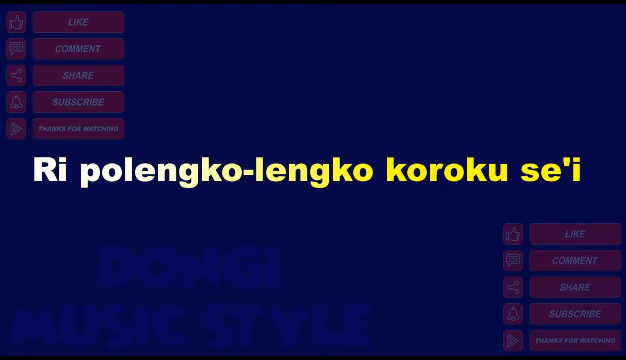 LIKE
COMMENT
SHARE
SUBSCRIBE
THANKS FOR WATCHING
Ri polengko-lengko koroku se'i
DONGI
MUSIC STYLE
LIKE
COMMENT
SHARE
SUBSCRIBE
THANKS FOR WATCHING